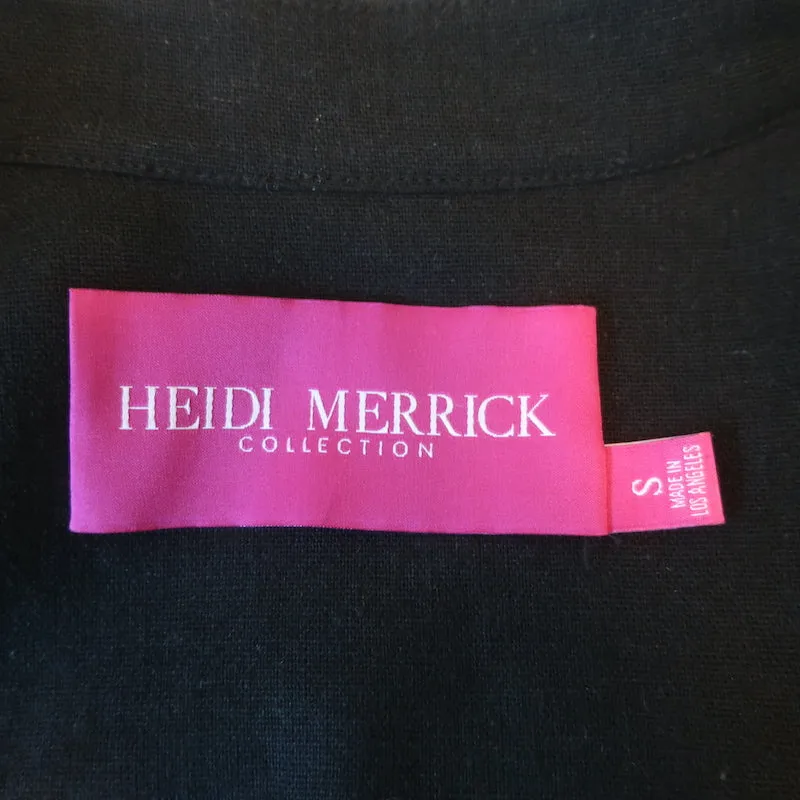 HEIDI MERRICK
COLLECTION
S
MADE IN
LOS ANGELES